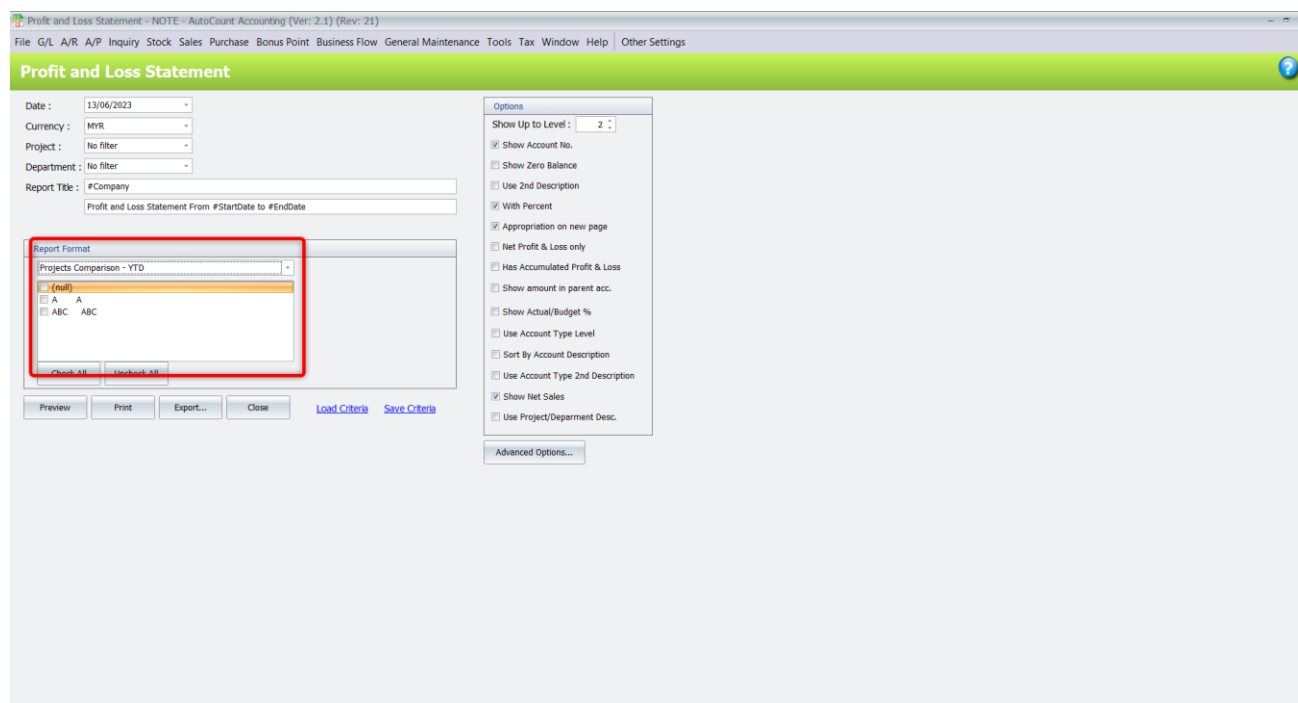 Profit and Loss Statement - NOTE - AutoCount Accounting (Ver: 2.1) (Rev: 21)
File G/L A/R A/P Inquiry Stock Sales Purchase Bonus Point Business Flow General Maintenance Tools Tax Window Help Other Settings
Profit and Loss Statement
?
Date : 13/06/2023
Currency : MYR
Project : No filter
Department : No filter
Report Title : #Company
Profit and Loss Statement From #StartDate to #EndDate
Report Format
Projects Comparison - YTD
(null)
A A
ABC ABC
Check All Uncheck All
Preview Print Export... Close Load Criteria Save Criteria
Options
Show Up to Level : 2
Show Account No.
Show Zero Balance
Use 2nd Description
With Percent
Appropriation on new page
Net Profit & Loss only
Has Accumulated Profit & Loss
Show amount in parent acc.
Show Actual/Budget %
Use Account Type Level
Sort By Account Description
Use Account Type 2nd Description
Show Net Sales
Use Project/Deparment Desc.
Advanced Options...